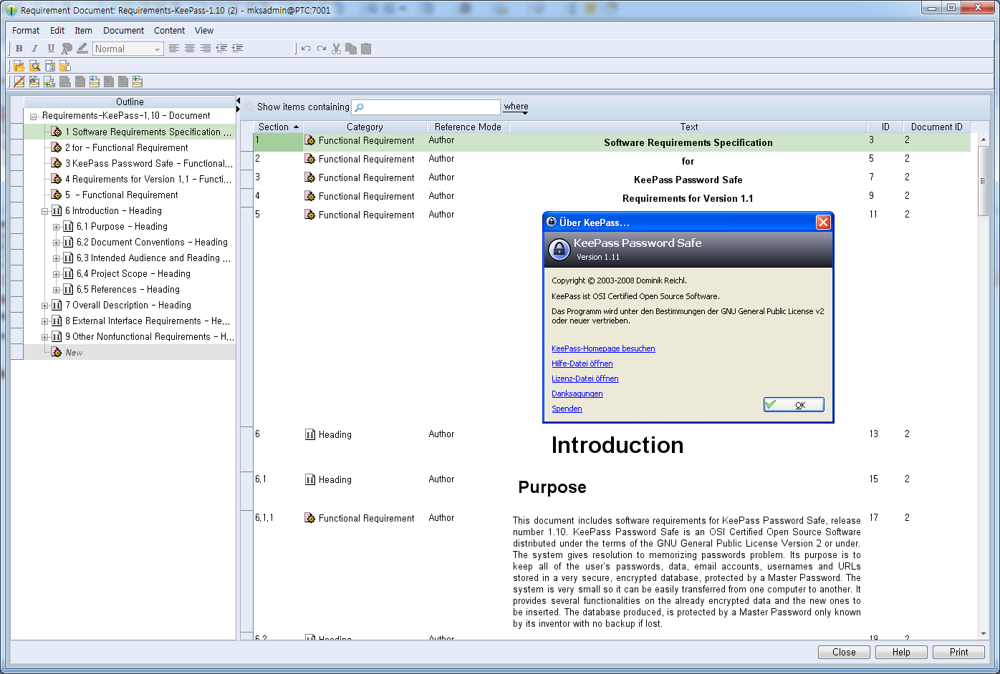 Requirement Document: Requirements-KeePass-1.10 (2) - mksadmin@PTC:7001
Format Edit Item Document Content View
B I U A Normal
Outline
Requirements-KeePass-1,10 - Document
1 Software Requirements Specification ...
2 for - Functional Requirement
3 KeePass Password Safe - Functional...
4 Requirements for Version 1,1 - Functi...
5 - Functional Requirement
6 Introduction - Heading
6,1 Purpose - Heading
6,2 Document Conventions - Heading
6,3 Intended Audience and Reading ...
6,4 Project Scope - Heading
6,5 References - Heading
7 Overall Description - Heading
8 External Interface Requirements - He...
9 Other Nonfunctional Requirements - H...
New
Show items containing where
Section Category Reference Mode Text ID Document ID
1 Functional Requirement Author Software Requirements Specification 3 2
2 Functional Requirement Author for 5 2
3 Functional Requirement Author KeePass Password Safe 7 2
4 Functional Requirement Author Requirements for Version 1.1 9 2
5 Functional Requirement Author 11 2
Über KeePass...
KeePass Password Safe
Version 1.11
Copyright © 2003-2008 Dominik Reichl.
KeePass ist OSI Certified Open Source Software.
Das Programm wird unter den Bestimmungen der GNU General Public License v2
oder neuer vertrieben.
KeePass-Homepage besuchen
Hilfe-Datei öffnen
Lizenz-Datei öffnen
Danksagungen
Spenden
OK
6 Heading Author Introduction 13 2
6,1 Heading Author Purpose 15 2
6,1,1 Functional Requirement Author 17 2
This document includes software requirements for KeePass Password Safe, release
number 1.10. KeePass Password Safe is an OSI Certified Open Source Software
distributed under the terms of the GNU General Public License Version 2 or under.
The system gives resolution to memorizing passwords problem. Its purpose is to
keep all of the user's passwords, data, email accounts, usernames and URLs
stored in a very secure, encrypted database, protected by a Master Password. The
system is very small so it can be easily transferred from one computer to another. It
provides several functionalities on the already encrypted data and the new ones to
be inserted. The database produced, is protected by a Master Password only known
by its inventor with no backup if lost.
6,2 Heading Author 19 2
Close Help Print